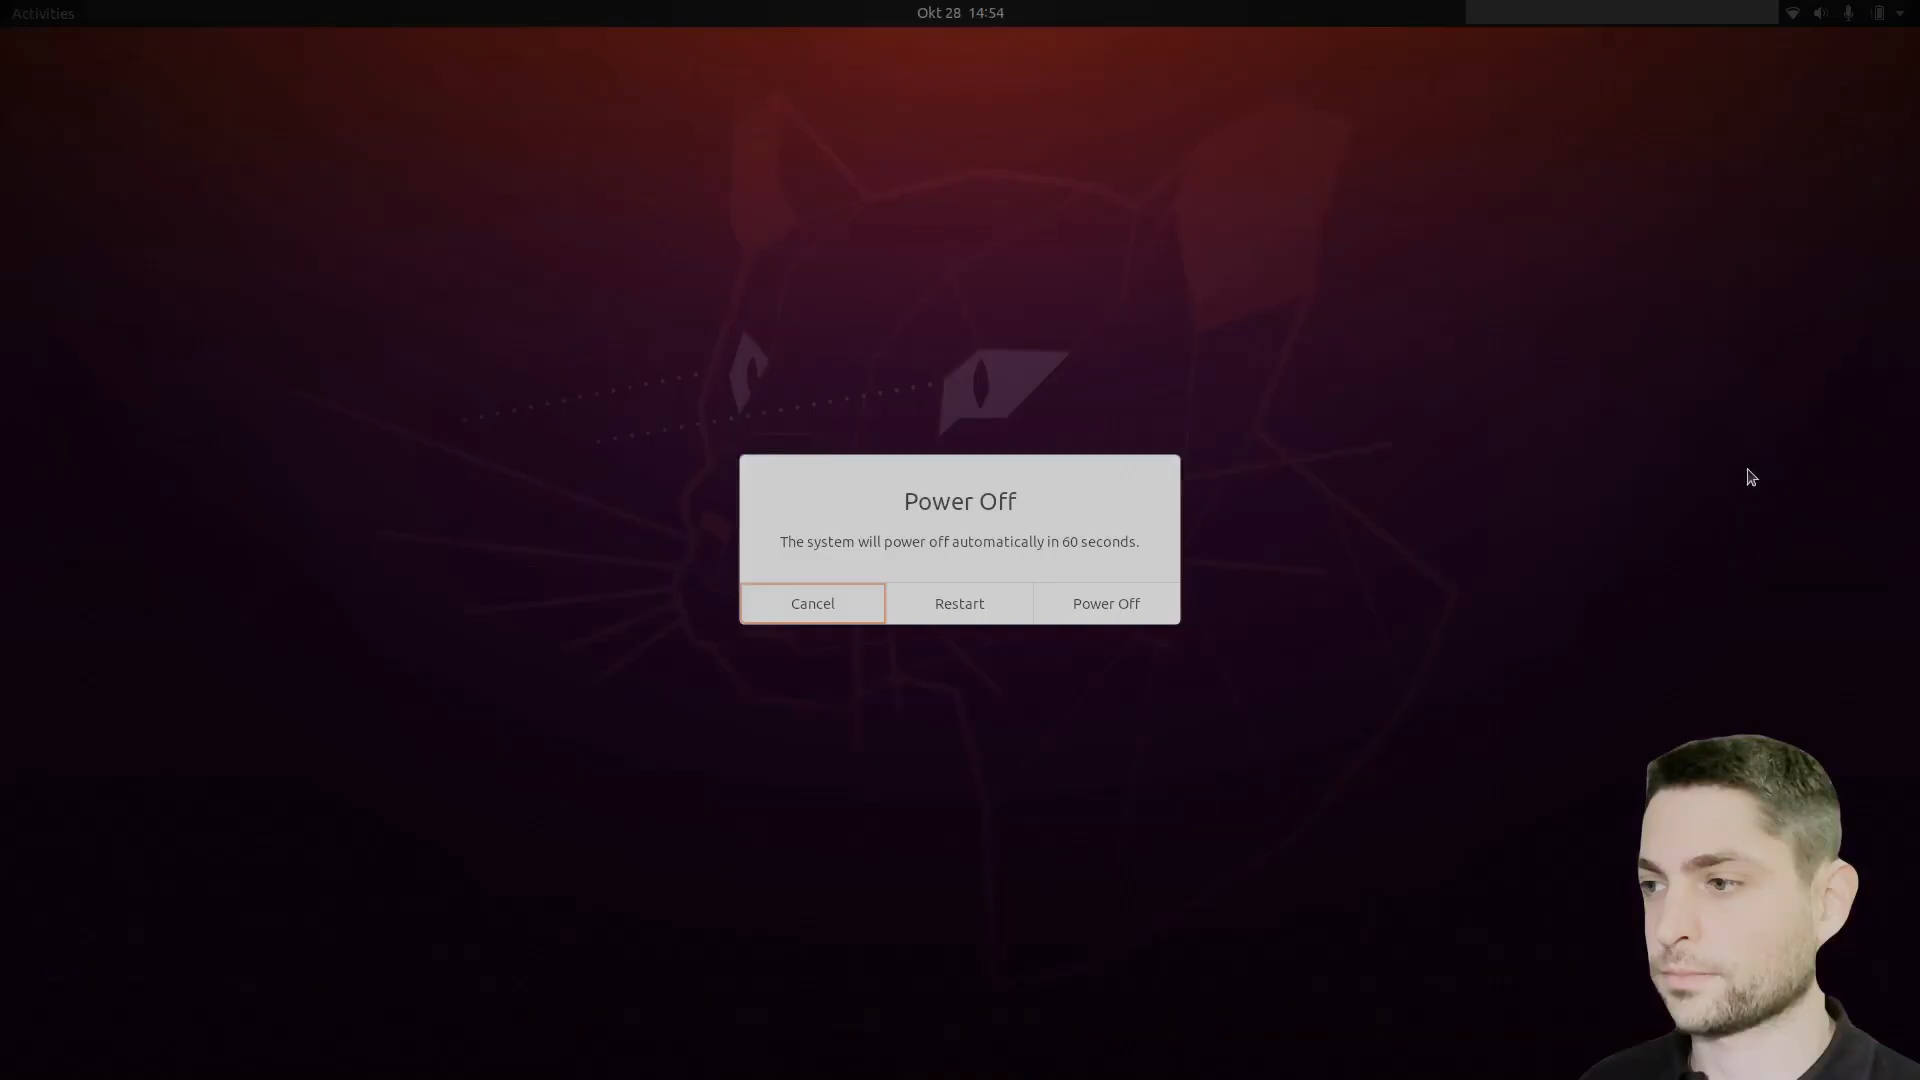 Activities
Okt 28 14:54
Power Off
The system will power off automatically in 60 seconds.
Cancel
Restart
Power Off